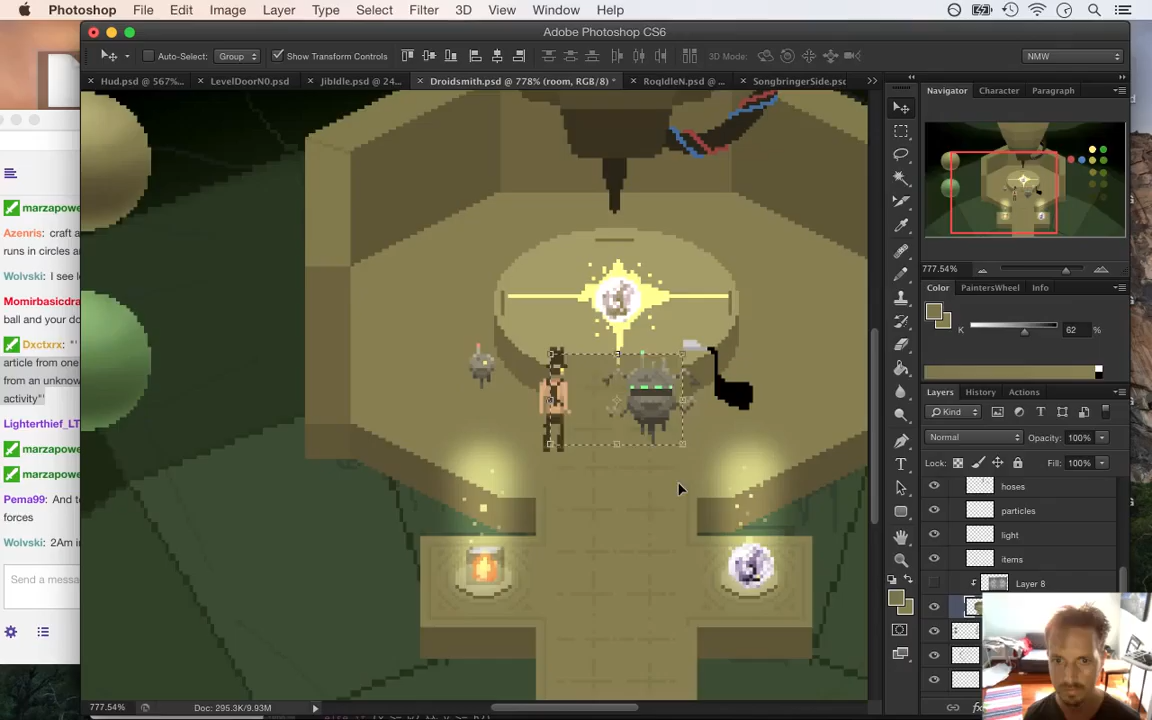 Photoshop File Edit Image Layer Type Select Filter 3D View Window Help
Adobe Photoshop CS6
Auto-Select: Group Show Transform Controls 3D Mode: NMW
Hud.psd @ 567%... LevelDoorN0.psd JibIdle.psd @ 24... Droidsmith.psd @ 778% (room, RGB/8) * RoqIdleN.psd @ ... SongbringerSide.psd
Navigator Character Paragraph
777.54%
Color PaintersWheel Info
K 62 %
Layers History Actions
Kind
Normal Opacity: 100%
Lock: Fill: 100%
hoses
particles
light
items
Layer 8
marzapowe
Azenris: craft a
runs in circles ar
Wolvski: I see le
Momirbasicdra
ball and your do
Dxctxrx: "'
article from one
from an unknow
activity"'
Lighterthief_LT
marzapowe
marzapowe
Pema99: And to
forces
Wolvski: 2Am in
Send a messa
777.54% Doc: 295.3K/9.93M